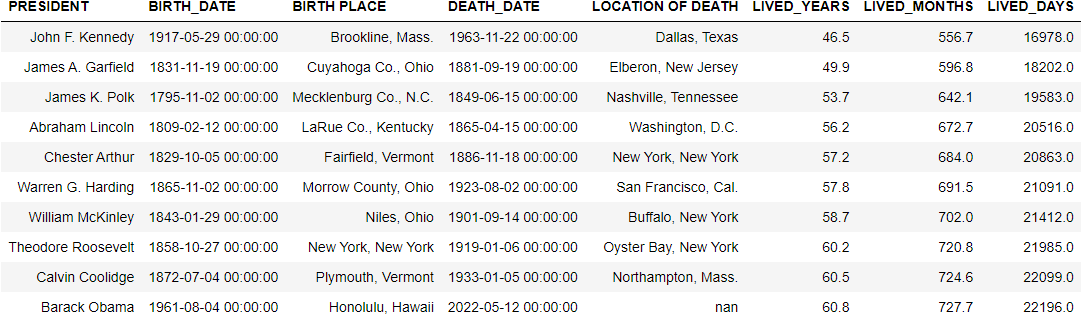 PRESIDENT BIRTH_DATE BIRTH PLACE DEATH_DATE LOCATION OF DEATH LIVED_YEARS LIVED_MONTHS LIVED_DAYS
John F. Kennedy 1917-05-29 00:00:00 Brookline, Mass. 1963-11-22 00:00:00 Dallas, Texas 46.5 556.7 16978.0
James A. Garfield 1831-11-19 00:00:00 Cuyahoga Co., Ohio 1881-09-19 00:00:00 Elberon, New Jersey 49.9 596.8 18202.0
James K. Polk 1795-11-02 00:00:00 Mecklenburg Co., N.C. 1849-06-15 00:00:00 Nashville, Tennessee 53.7 642.1 19583.0
Abraham Lincoln 1809-02-12 00:00:00 LaRue Co., Kentucky 1865-04-15 00:00:00 Washington, D.C. 56.2 672.7 20516.0
Chester Arthur 1829-10-05 00:00:00 Fairfield, Vermont 1886-11-18 00:00:00 New York, New York 57.2 684.0 20863.0
Warren G. Harding 1865-11-02 00:00:00 Morrow County, Ohio 1923-08-02 00:00:00 San Francisco, Cal. 57.8 691.5 21091.0
William McKinley 1843-01-29 00:00:00 Niles, Ohio 1901-09-14 00:00:00 Buffalo, New York 58.7 702.0 21412.0
Theodore Roosevelt 1858-10-27 00:00:00 New York, New York 1919-01-06 00:00:00 Oyster Bay, New York 60.2 720.8 21985.0
Calvin Coolidge 1872-07-04 00:00:00 Plymouth, Vermont 1933-01-05 00:00:00 Northampton, Mass. 60.5 724.6 22099.0
Barack Obama 1961-08-04 00:00:00 Honolulu, Hawaii 2022-05-12 00:00:00 nan 60.8 727.7 22196.0